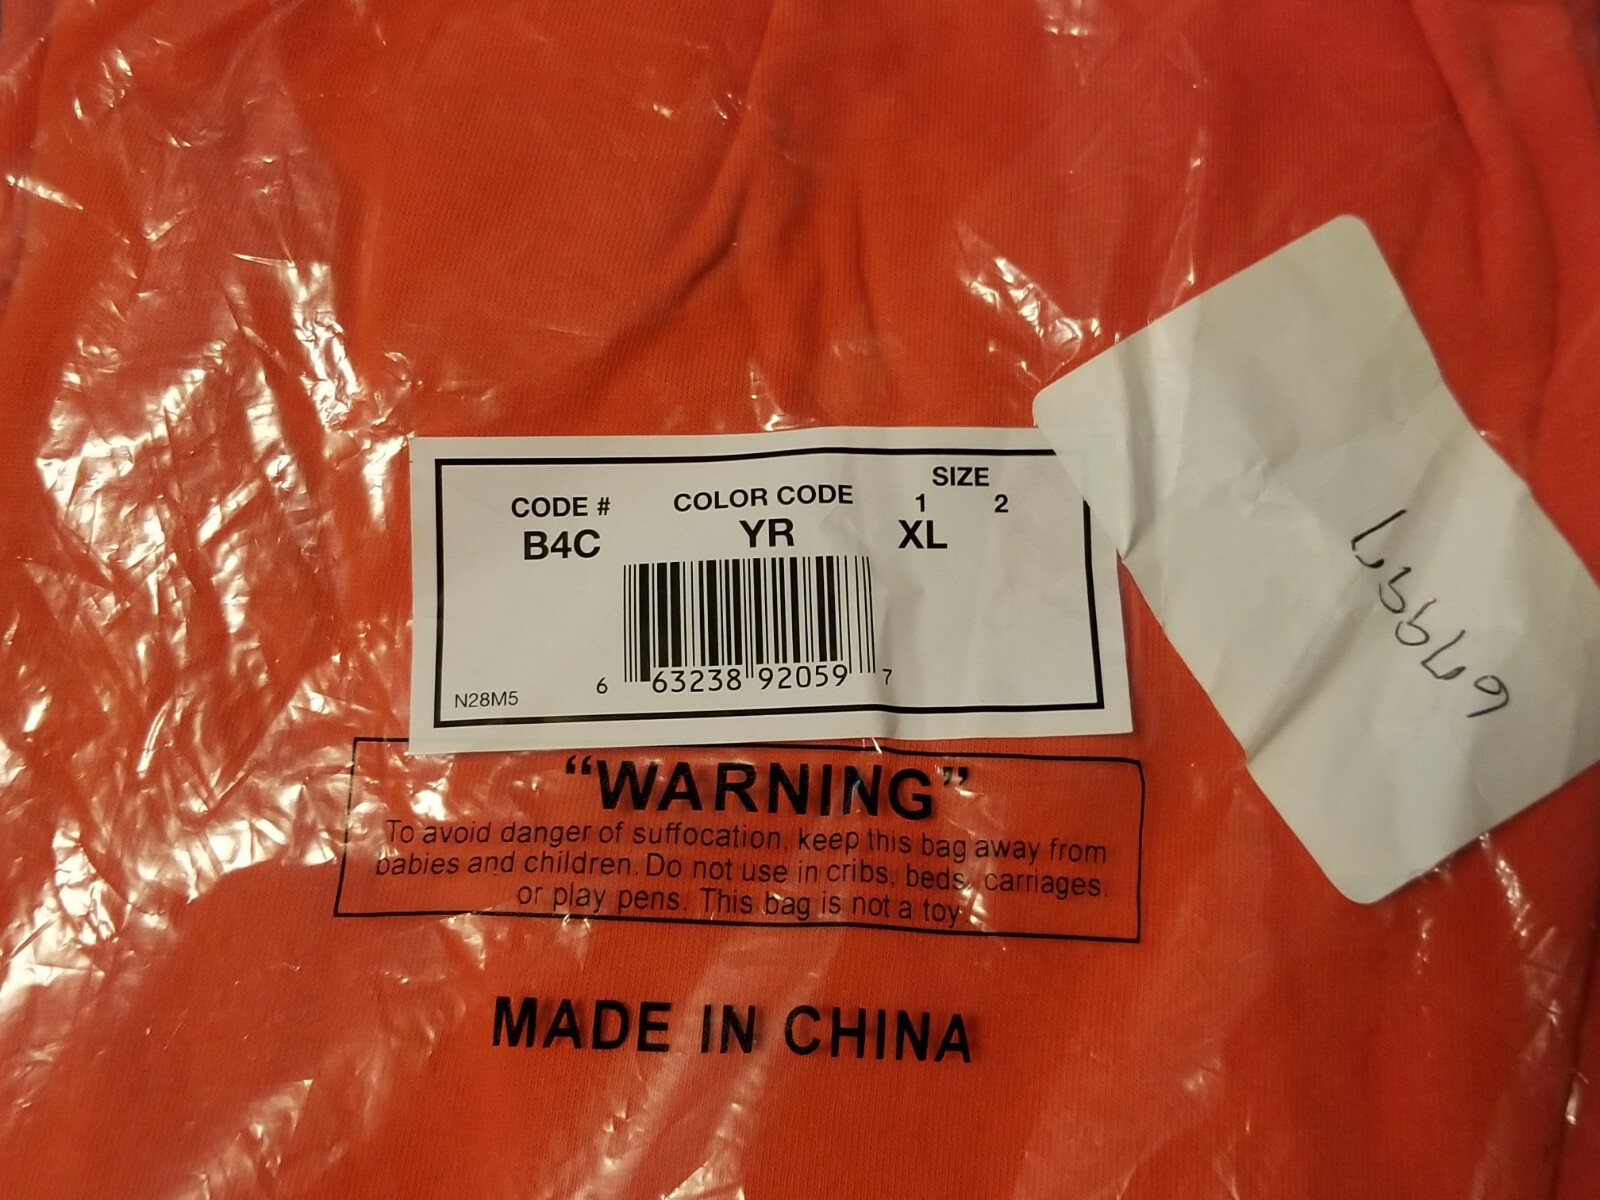 SIZE
CODE # COLOR CODE 1 2
B4C YR XL
6 63238 92059 7
N28M5
“WARNING”
To avoid danger of suffocation, keep this bag away from
babies and children. Do not use in cribs, beds, carriages,
or play pens. This bag is not a toy.
MADE IN CHINA